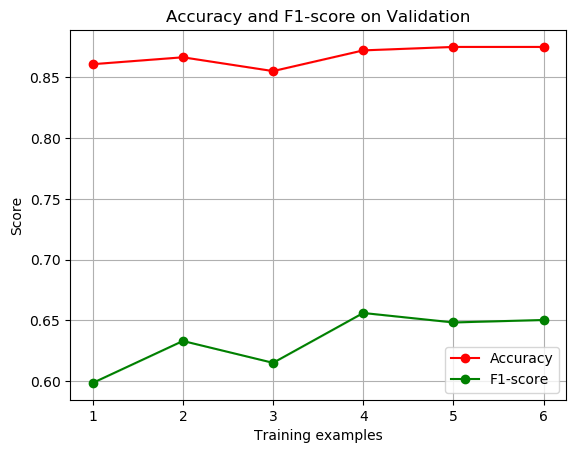 Accuracy and F1-score on Validation
Score
0.85
0.80
0.75
0.70
0.65
0.60
Accuracy
F1-score
1 2 3 4 5 6
Training examples